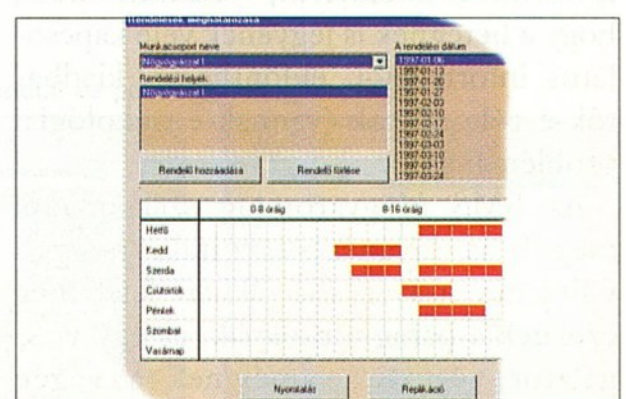 Rendelések meghatározása
Munkacsoport neve
Nőgyógyászat I.
Rendelési helyek
Nőgyógyászat I.
Rendelő hozzáadása
Rendelő törlése
A rendelési dátum
1997-01-06
1997-01-13
1997-01-27
1997-02-03
1997-02-10
1997-02-17
1997-02-24
1997-03-03
1997-03-10
1997-03-17
1997-03-24
0-8 óráig
8-16 óráig
Hétfő
Kedd
Szerda
Csütörtök
Péntek
Szombat
Vasárnap
Nyomtatás
Replikáció